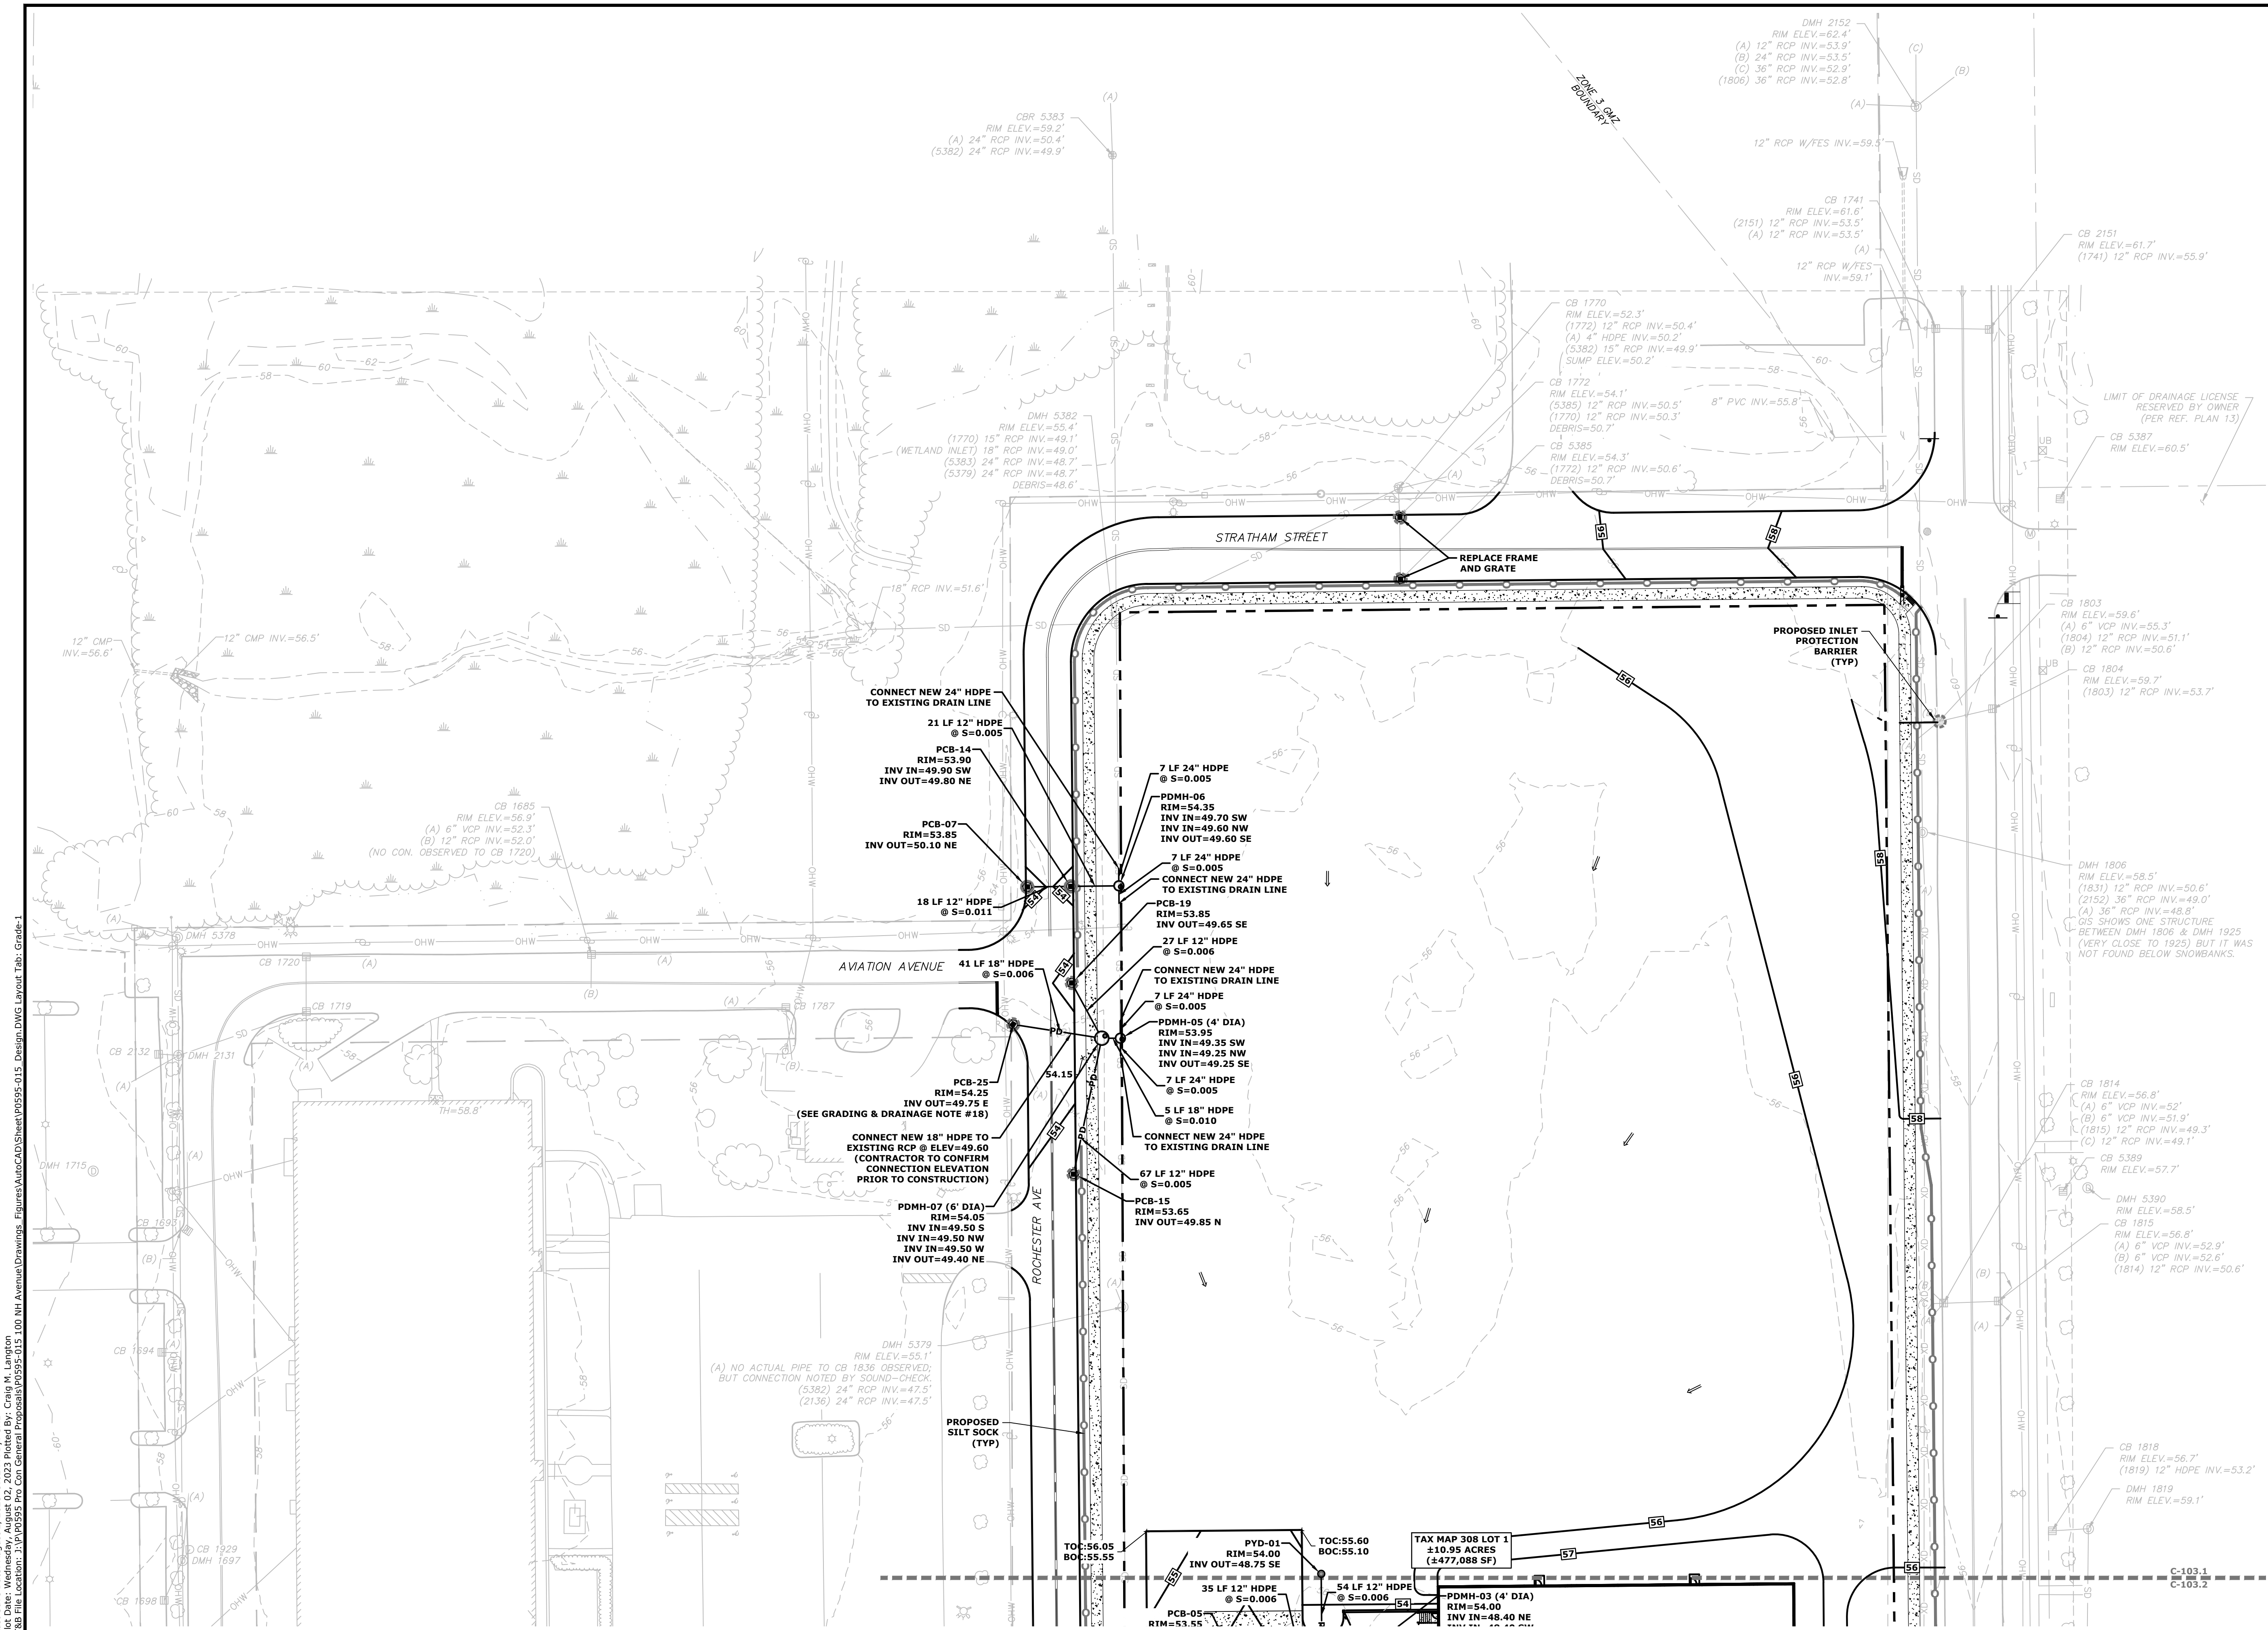 DMH 2152
RIM ELEV.=62.4'
(A) 12" RCP INV.=53.9'
(B) 24" RCP INV.=53.5'
(C) 36" RCP INV.=52.9'
(1806) 36" RCP INV.=52.8'
(C)
(B)
(A)
ZONE 3 GMZ
BOUNDARY
(A)
CBR 5383
RIM ELEV.=59.2'
(A) 24" RCP INV.=50.4'
(5382) 24" RCP INV.=49.9'
12" RCP W/FES INV.=59.5'
CB 1741
RIM ELEV.=61.6'
(2151) 12" RCP INV.=53.5'
(A) 12" RCP INV.=53.5'
(A)
12" RCP W/FES
INV.=59.1'
CB 2151
RIM ELEV.=61.7'
(1741) 12" RCP INV.=55.9'
CB 1770
RIM ELEV.=52.3'
(1772) 12" RCP INV.=50.4'
(A) 4" HDPE INV.=50.2'
(5382) 15" RCP INV.=49.9'
SUMP ELEV.=50.2'
CB 1772
RIM ELEV.=54.1'
(5385) 12" RCP INV.=50.5'
(1770) 12" RCP INV.=50.3'
DEBRIS=50.7'
8" PVC INV.=55.8'
CB 5385
RIM ELEV.=54.3'
(1772) 12" RCP INV.=50.6'
DEBRIS=50.7'
DMH 5382
RIM ELEV.=55.4'
(1770) 15" RCP INV.=49.1'
(WETLAND INLET) 18" RCP INV.=49.0'
(5383) 24" RCP INV.=48.7'
(5379) 24" RCP INV.=48.7'
DEBRIS=48.6'
LIMIT OF DRAINAGE LICENSE
RESERVED BY OWNER
(PER REF. PLAN 13)
CB 5387
RIM ELEV.=60.5'
STRATHAM STREET
REPLACE FRAME
AND GRATE
18" RCP INV.=51.6'
12" CMP
INV.=56.6'
12" CMP INV.=56.5'
PROPOSED INLET
PROTECTION
BARRIER
(TYP)
CB 1803
RIM ELEV.=59.6'
(A) 6" VCP INV.=55.3'
(1804) 12" RCP INV.=51.1'
(B) 12" RCP INV.=50.6'
CB 1804
RIM ELEV.=59.7'
(1803) 12" RCP INV.=53.7'
CONNECT NEW 24" HDPE
TO EXISTING DRAIN LINE
21 LF 12" HDPE
@ S=0.005
PCB-14
RIM=53.90
INV IN=49.90 SW
INV OUT=49.80 NE
PCB-07
RIM=53.85
INV OUT=50.10 NE
18 LF 12" HDPE
@ S=0.011
7 LF 24" HDPE
@ S=0.005
PDMH-06
RIM=54.35
INV IN=49.70 SW
INV IN=49.60 NW
INV OUT=49.60 SE
7 LF 24" HDPE
@ S=0.005
CONNECT NEW 24" HDPE
TO EXISTING DRAIN LINE
PCB-19
RIM=53.85
INV OUT=49.65 SE
27 LF 12" HDPE
@ S=0.006
CB 1685
RIM ELEV.=56.9'
(A) 6" VCP INV.=52.3'
(B) 12" RCP INV.=52.0'
(NO CON. OBSERVED TO CB 1720)
DMH 1806
RIM ELEV.=58.5'
(1831) 12" RCP INV.=50.6'
(2152) 36" RCP INV.=49.0'
(A) 36" RCP INV.=48.8'
GIS SHOWS ONE STRUCTURE
BETWEEN DMH 1806 & DMH 1925
(VERY CLOSE TO 1925) BUT IT WAS
NOT FOUND BELOW SNOWBANKS.
DMH 5378
CB 1720
CB 1719
CB 1787
AVIATION AVENUE
41 LF 18" HDPE
@ S=0.006
CONNECT NEW 24" HDPE
TO EXISTING DRAIN LINE
7 LF 24" HDPE
@ S=0.005
PDMH-05 (4' DIA)
RIM=53.95
INV IN=49.35 SW
INV IN=49.25 NW
INV OUT=49.25 SE
7 LF 24" HDPE
@ S=0.005
5 LF 18" HDPE
@ S=0.010
CONNECT NEW 24" HDPE
TO EXISTING DRAIN LINE
67 LF 12" HDPE
@ S=0.005
PCB-15
RIM=53.65
INV OUT=49.85 N
54.15
CB 2132
DMH 2131
TH=58.8'
PCB-25
RIM=54.25
INV OUT=49.75 E
(SEE GRADING & DRAINAGE NOTE #18)
CONNECT NEW 18" HDPE TO
EXISTING RCP @ ELEV=49.60
(CONTRACTOR TO CONFIRM
CONNECTION ELEVATION
PRIOR TO CONSTRUCTION)
PDMH-07 (6' DIA)
RIM=54.05
INV IN=49.50 S
INV IN=49.50 NW
INV IN=49.50 W
INV OUT=49.40 NE
ROCHESTER AVE
DMH 1715
CB 1693
CB 1694
CB 1814
RIM ELEV.=56.8'
(A) 6" VCP INV.=52'
(B) 6" VCP INV.=51.9'
(1815) 12" RCP INV.=49.3'
(C) 12" RCP INV.=49.1'
CB 5389
RIM ELEV.=57.7'
DMH 5390
RIM ELEV.=58.5'
CB 1815
RIM ELEV.=56.8'
(A) 6" VCP INV.=52.9'
(B) 6" VCP INV.=52.6'
(1814) 12" RCP INV.=50.6'
DMH 5379
RIM ELEV.=55.1'
(A) NO ACTUAL PIPE TO CB 1836 OBSERVED;
BUT CONNECTION NOTED BY SOUND-CHECK.
(5382) 24" RCP INV.=47.5'
(2136) 24" RCP INV.=47.5'
PROPOSED
SILT SOCK
(TYP)
CB 1818
RIM ELEV.=56.7'
(1819) 12" HDPE INV.=53.2'
DMH 1819
RIM ELEV.=59.1'
CB 1929
DMH 1697
CB 1698
TOC:56.05
BOC:55.55
PYD-01
RIM=54.00
INV OUT=48.75 SE
TOC:55.60
BOC:55.10
TAX MAP 308 LOT 1
±10.95 ACRES
(±477,088 SF)
56
57
C-103.1
C-103.2
35 LF 12" HDPE
@ S=0.006
54 LF 12" HDPE
@ S=0.006
54
PCB-05
RIM=53.55
PDMH-03 (4' DIA)
RIM=54.00
INV IN=48.40 NE
lot Date: Wednesday, August 02, 2023 Plotted By: Craig M. Langton
T&B File Location: J:\P\P0595 Pro Con General Proposals\P0595-015 100 NH Avenue\Drawings_Figures\AutoCAD\Sheet\P0595-015_Design.DWG Layout Tab: Grade-1